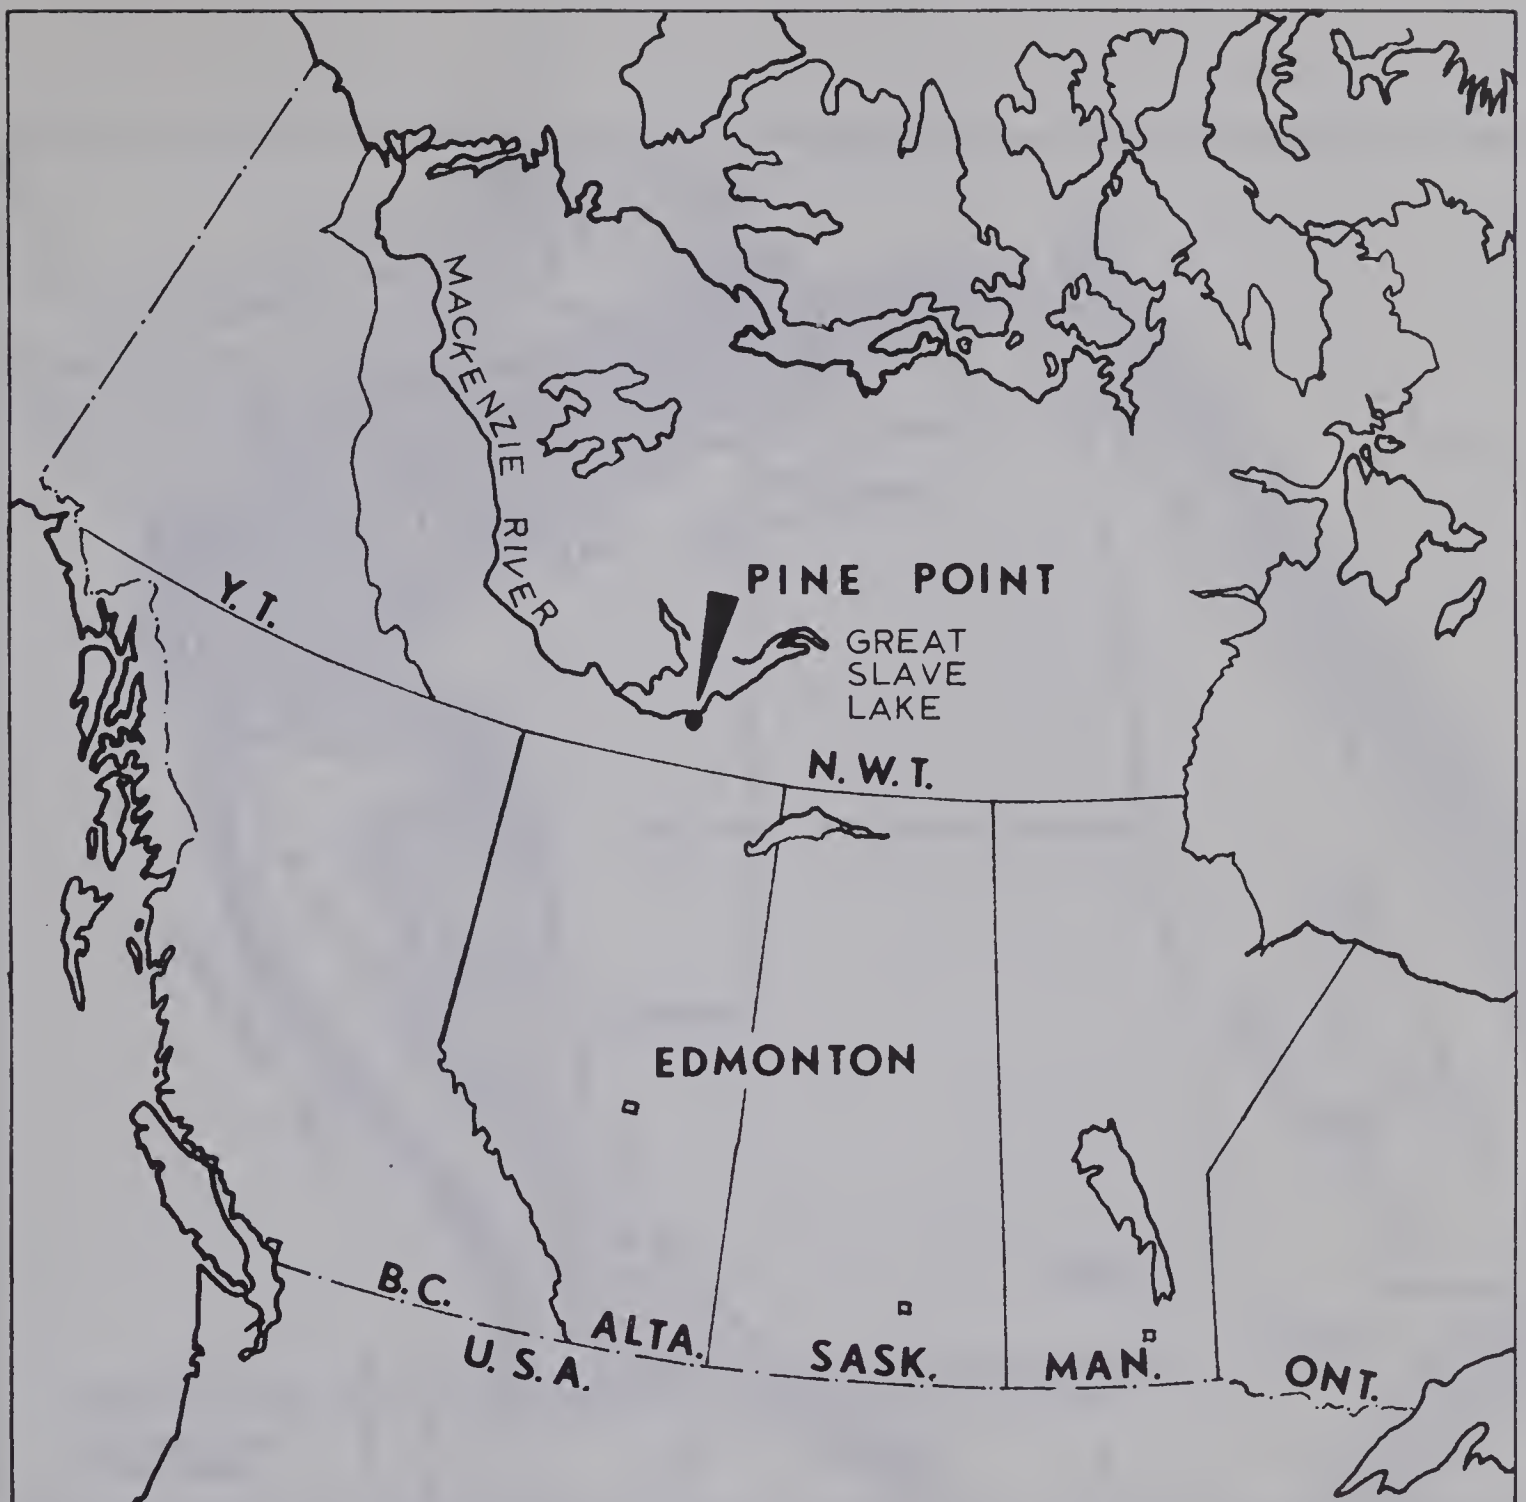 MACKENZIE RIVER
PINE POINT
GREAT
SLAVE
LAKE
Y. T.
N. W. T.
EDMONTON
B. C.
U. S. A.
ALTA.
SASK.
MAN.
ONT.